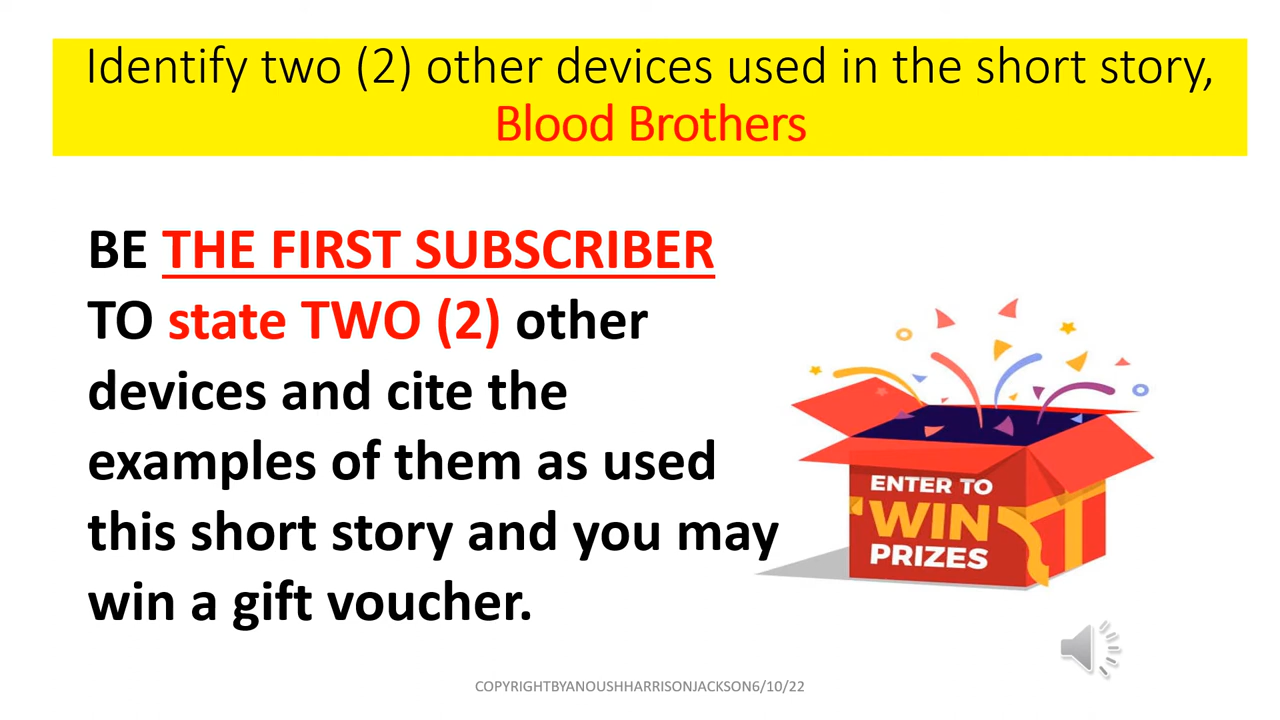 Identify two (2) other devices used in the short story,
Blood Brothers
BE THE FIRST SUBSCRIBER
TO state TWO (2) other
devices and cite the
examples of them as used
this short story and you may
win a gift voucher.
ENTER TO
WIN
PRIZES
COPYRIGHTBYANOUSHHARRISONJACKSON6/10/22